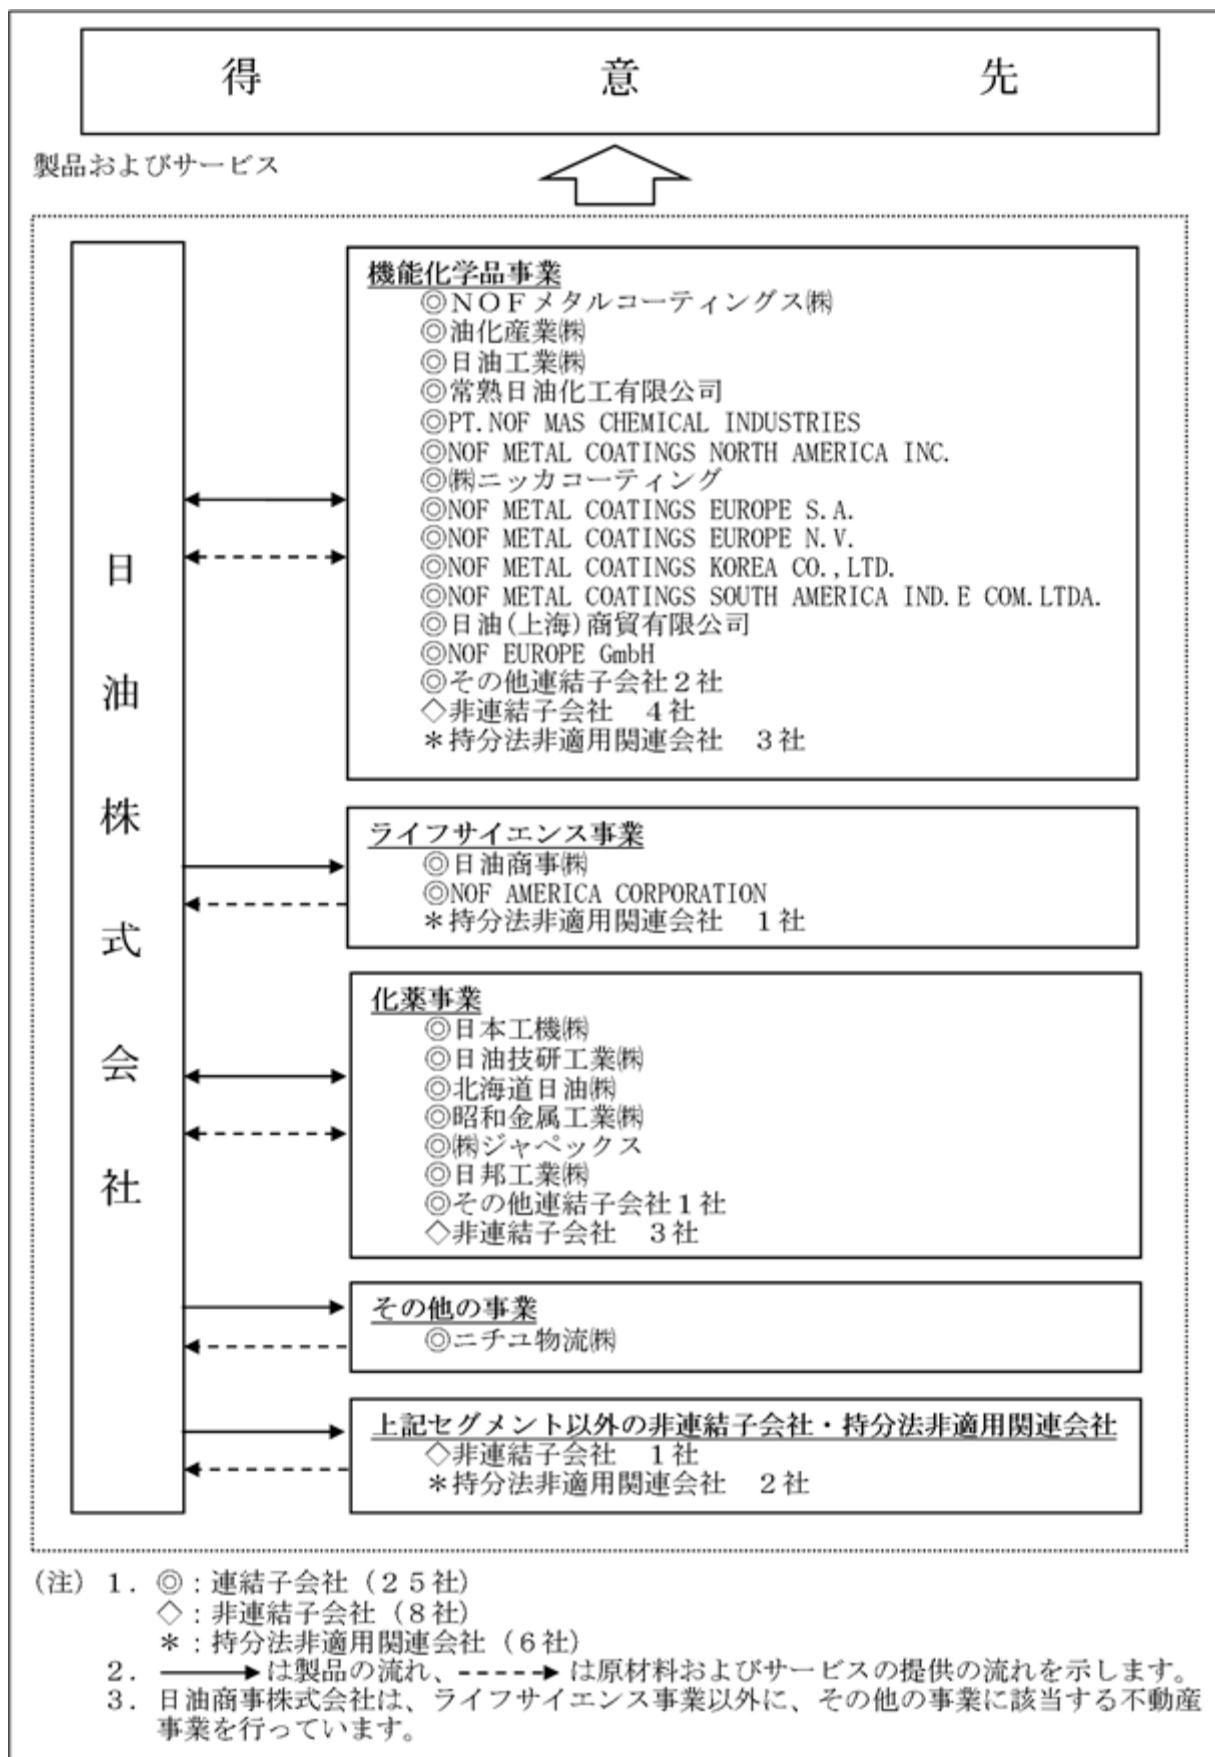 得意先
製品およびサービス
日油株式会社
機能化学品事業
◎NOFメタルコーティングス㈱
◎油化産業㈱
◎日油工業㈱
◎常熟日油化工有限公司
◎PT.NOF MAS CHEMICAL INDUSTRIES
◎NOF METAL COATINGS NORTH AMERICA INC.
◎㈱ニッカコーティング
◎NOF METAL COATINGS EUROPE S.A.
◎NOF METAL COATINGS EUROPE N.V.
◎NOF METAL COATINGS KOREA CO.,LTD.
◎NOF METAL COATINGS SOUTH AMERICA IND.E COM.LTDA.
◎日油(上海)商貿有限公司
◎NOF EUROPE GmbH
◎その他連結子会社2社
◇非連結子会社 4社
*持分法非適用関連会社 3社
ライフサイエンス事業
◎日油商事㈱
◎NOF AMERICA CORPORATION
*持分法非適用関連会社 1社
化薬事業
◎日本工機㈱
◎日油技研工業㈱
◎北海道日油㈱
◎昭和金属工業㈱
◎㈱ジャペックス
◎日邦工業㈱
◎その他連結子会社1社
◇非連結子会社 3社
その他の事業
◎ニチユ物流㈱
上記セグメント以外の非連結子会社・持分法非適用関連会社
◇非連結子会社 1社
*持分法非適用関連会社 2社
(注) 1. ◎:連結子会社(25社)
◇:非連結子会社(8社)
*:持分法非適用関連会社(6社)
2. ――→は製品の流れ、-----→は原材料およびサービスの提供の流れを示します。
3. 日油商事株式会社は、ライフサイエンス事業以外に、その他の事業に該当する不動産
事業を行っています。